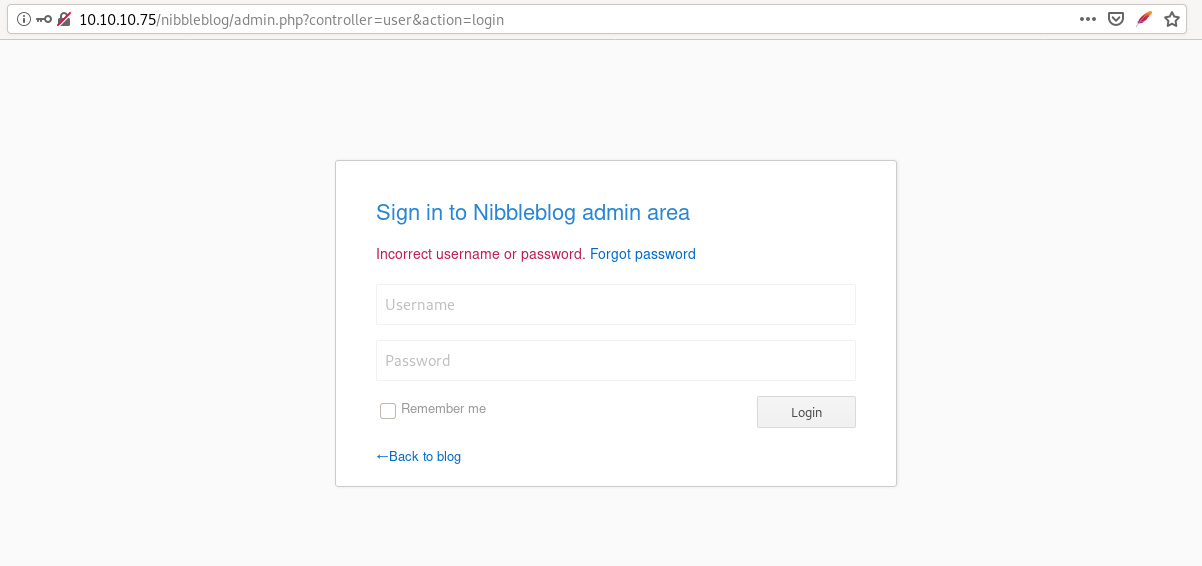 10.10.10.75/nibbleblog/admin.php?controller=user&action=login
Sign in to Nibbleblog admin area
Incorrect username or password. Forgot password
Username
Password
Remember me
Login
←Back to blog